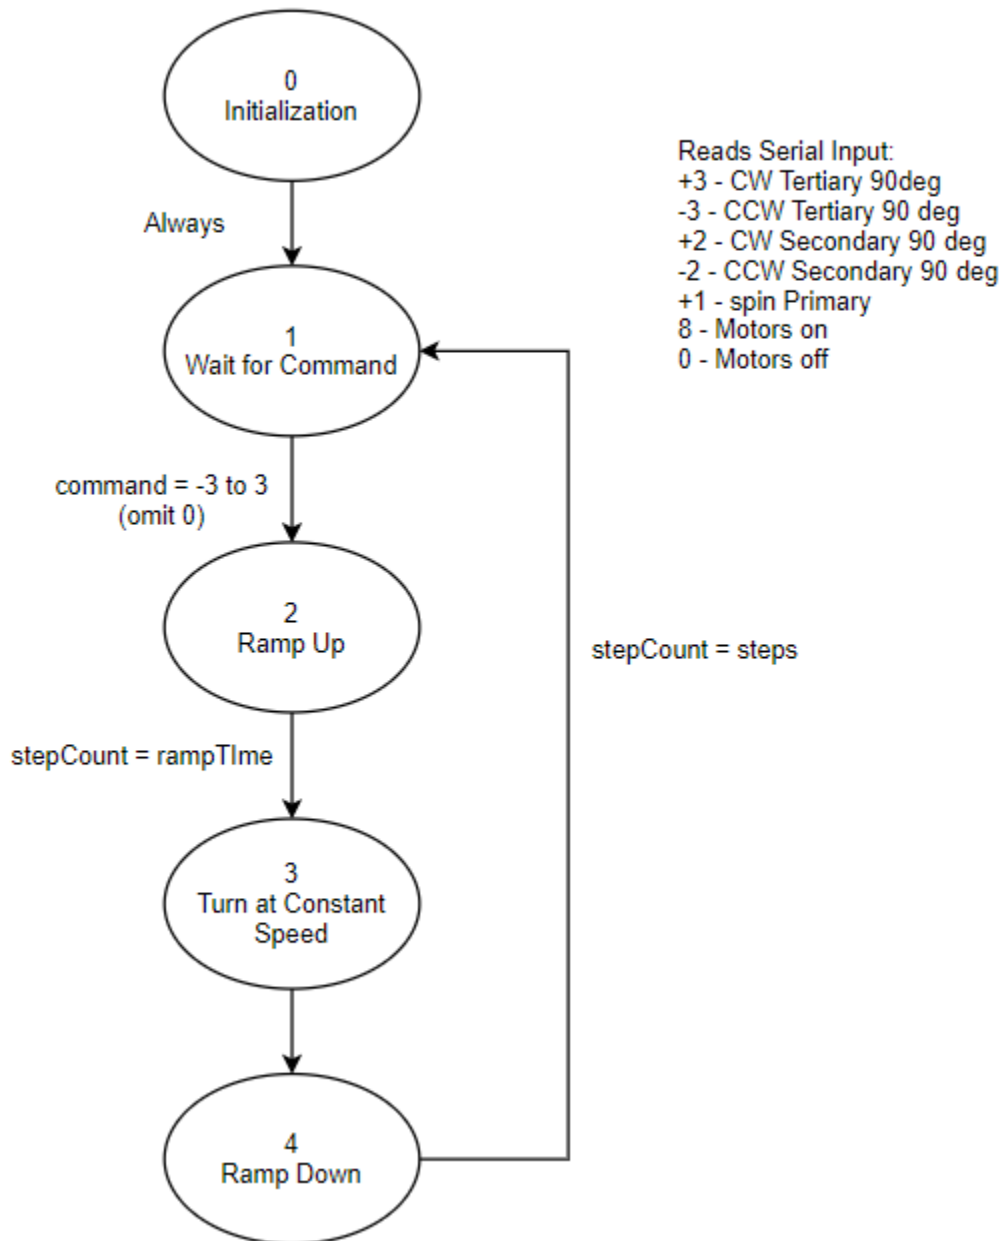 0
Initialization
Reads Serial Input:
+3 - CW Tertiary 90deg
-3 - CCW Tertiary 90 deg
+2 - CW Secondary 90 deg
-2 - CCW Secondary 90 deg
+1 - spin Primary
8 - Motors on
0 - Motors off
Always
1
Wait for Command
command = -3 to 3
(omit 0)
2
Ramp Up
stepCount = steps
stepCount = rampTIme
3
Turn at Constant
Speed
4
Ramp Down